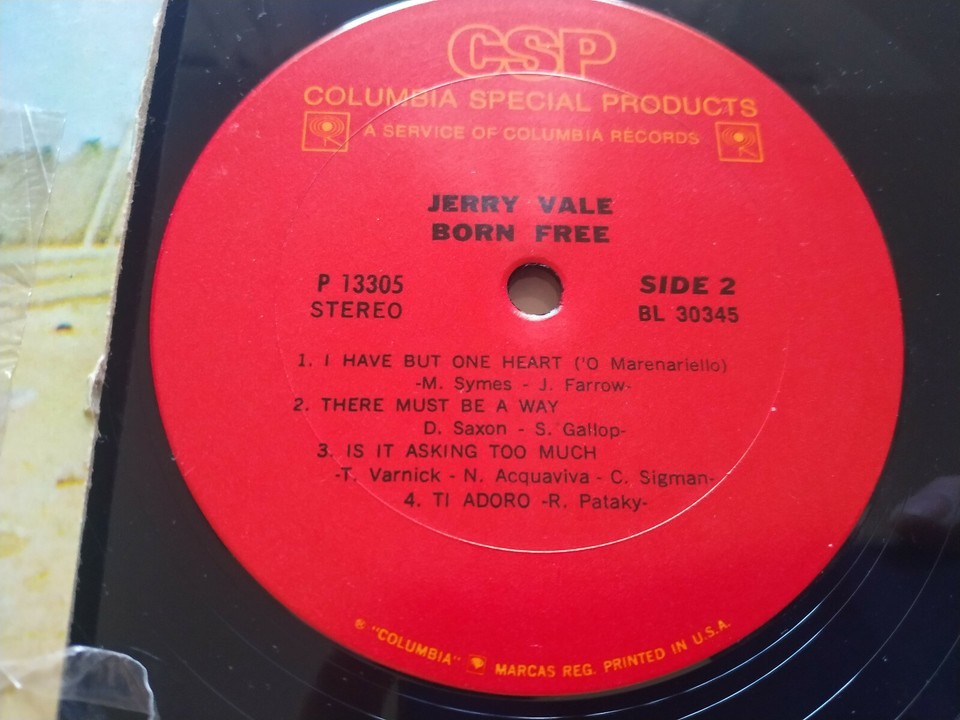 CSP
COLUMBIA SPECIAL PRODUCTS
A SERVICE OF COLUMBIA RECORDS
JERRY VALE
BORN FREE
P 13305
STEREO
SIDE 2
BL 30345
1. I HAVE BUT ONE HEART ('O Marenariello)
-M. Symes - J. Farrow-
2. THERE MUST BE A WAY
D. Saxon - S. Gallop-
3. IS IT ASKING TOO MUCH
-T. Varnick - N. Acquaviva - C. Sigman-
4. TI ADORO -R. Pataky-
® "COLUMBIA" MARCAS REG. PRINTED IN U.S.A.